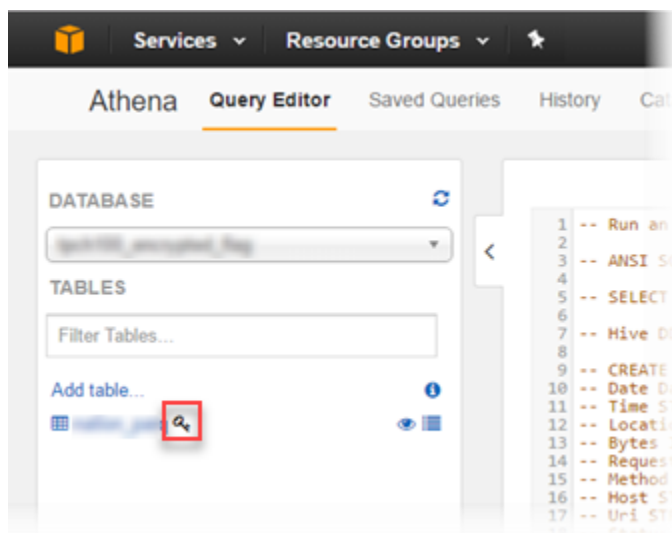 Services Resource Groups
Athena Query Editor Saved Queries History
DATABASE
TABLES
Filter Tables...
Add table...
1 -- Run an
2
3 -- ANSI
4
5 -- SELECT
6
7 -- Hive
8
9 -- CREATE
10 -- Date
11 -- Time
12 -- Locati
13 -- Bytes
14 -- Reques
15 -- Method
16 -- Host
17 -- Uri